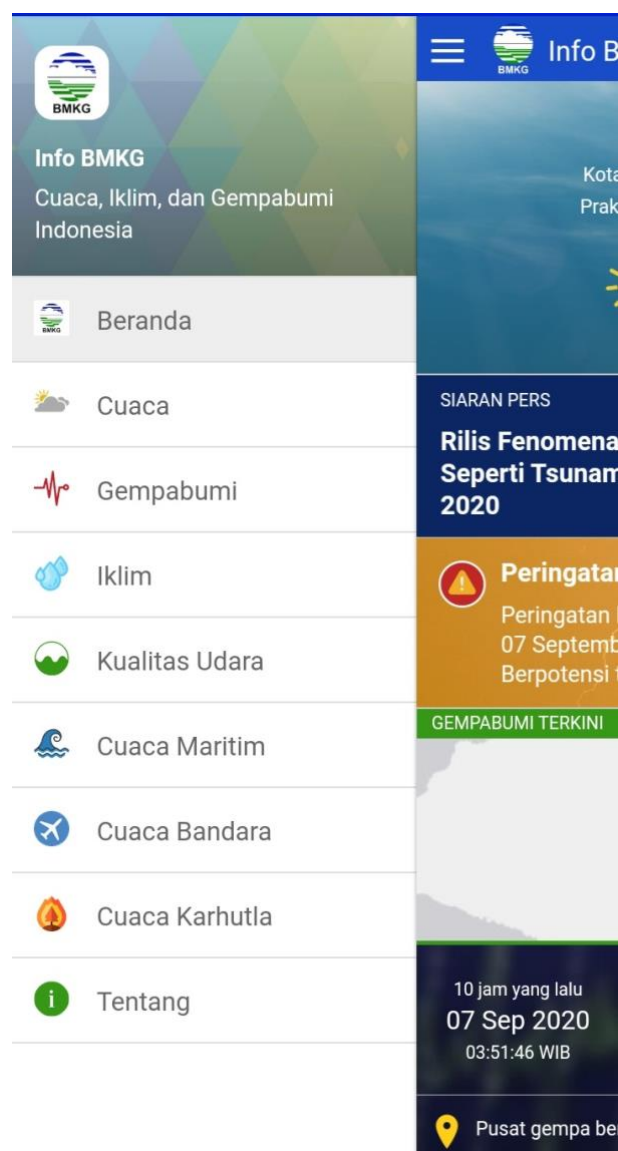 BMKG
Info BMKG
Cuaca, Iklim, dan Gempabumi
Indonesia
Beranda
Cuaca
Gempabumi
Iklim
Kualitas Udara
Cuaca Maritim
Cuaca Bandara
Cuaca Karhutla
Tentang
BMKG
Info B
Kota
Prak
SIARAN PERS
Rilis Fenomena
Seperti Tsunam
2020
Peringatan
Peringatan
07 Septemb
Berpotensi
GEMPABUMI TERKINI
10 jam yang lalu
07 Sep 2020
03:51:46 WIB
Pusat gempa ber